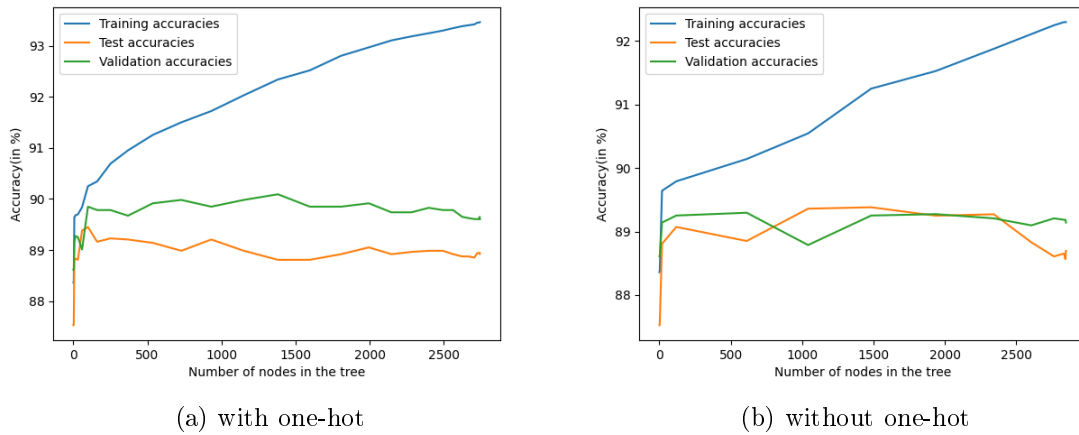 Training accuracies
Test accuracies
Validation accuracies
93
92
91
90
89
88
Accuracy(in %)
0
500
1000
1500
2000
2500
Number of nodes in the tree
(a) with one-hot
Training accuracies
Test accuracies
Validation accuracies
92
91
90
89
88
Accuracy(in %)
0
500
1000
1500
2000
2500
Number of nodes in the tree
(b) without one-hot